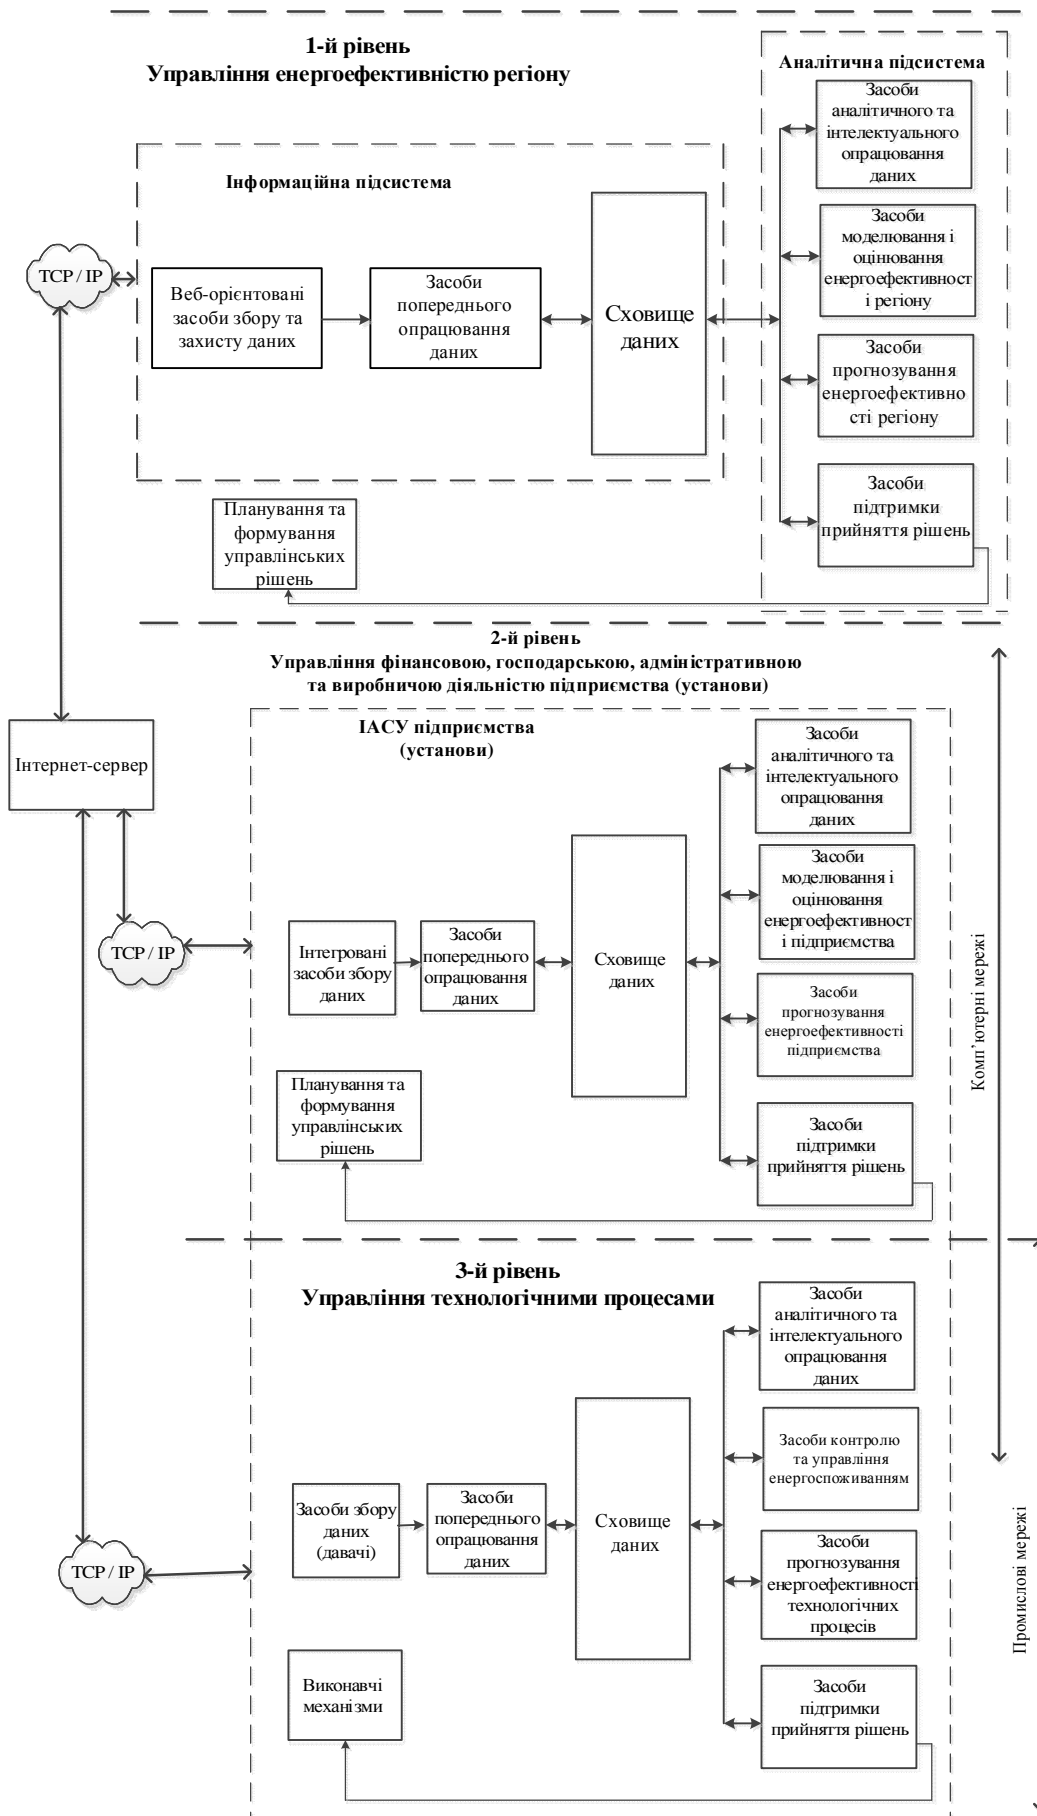 1-й рівень
Управління енергоефективністю регіону
Аналітична підсистема
Засоби
аналітичного та
інтелектуального
опрацювання
даних
Інформаційна підсистема
Засоби
моделювання і
оцінювання
енергоефективност
і регіону
TCP / IP
Веб-орієнтовані
засоби збору та
захисту даних
Засоби
попереднього
опрацювання
даних
Сховище
даних
Засоби
прогнозування
енергоефективно
сті регіону
Засоби
підтримки
прийняття рішень
Планування та
формування
управлінських
рішень
2-й рівень
Управління фінансовою, господарською, адміністративною
та виробничою діяльністю підприємства (установи)
ІАСУ підприємства
(установи)
Інтернет-сервер
Засоби
аналітичного та
інтелектуального
опрацювання
даних
Засоби
моделювання і
оцінювання
енергоефективност
і підприємства
TCP / IP
Інтегровані
засоби збору
даних
Засоби
попереднього
опрацювання
даних
Сховище
даних
Засоби
прогнозування
енергоефективності
підприємства
Планування та
формування
управлінських
рішень
Засоби
підтримки
прийняття рішень
Комп’ютерні мережі
3-й рівень
Управління технологічними процесами
Засоби
аналітичного та
інтелектуального
опрацювання
даних
Засоби контролю
та управління
енергоспоживанням
TCP / IP
Засоби збору
даних
(давачі)
Засоби
попереднього
опрацювання
даних
Сховище
даних
Засоби
прогнозування
енергоефективності
технологічних
процесів
Виконавчі
механізми
Засоби
підтримки
прийняття рішень
Промислові мережі